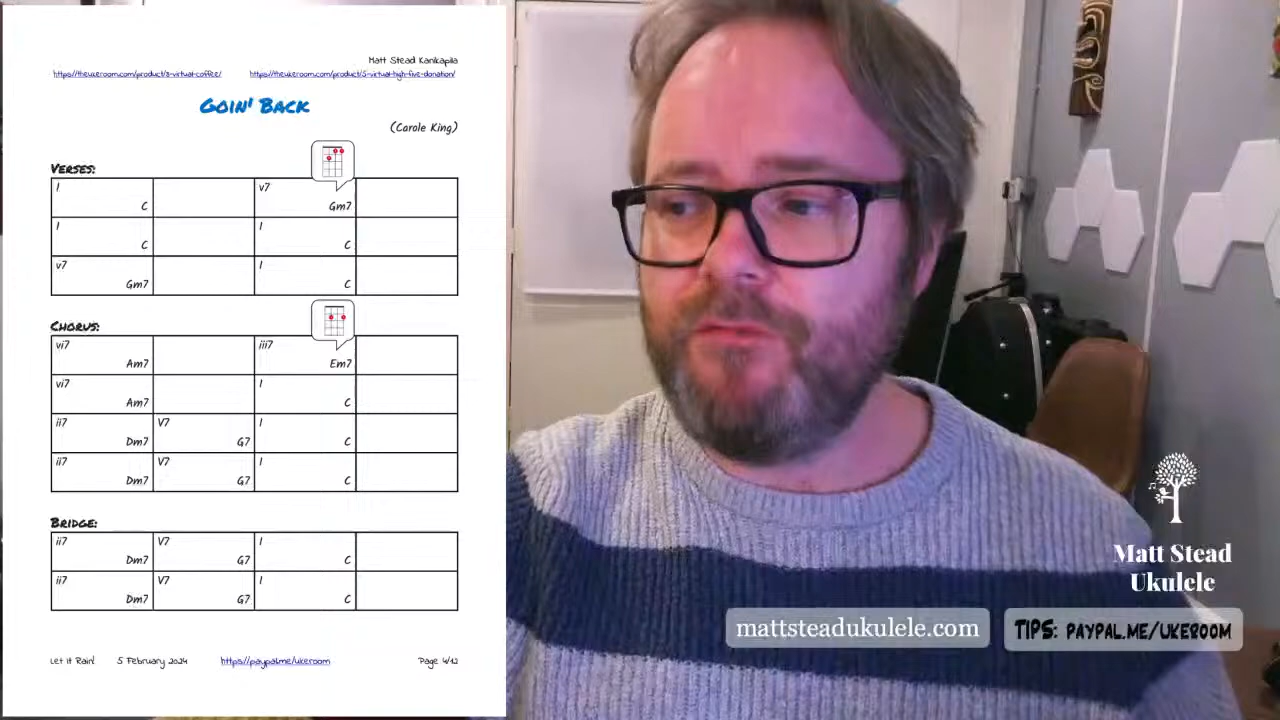 Matt Stead Kanikapila
https://theukeroom.com/product/3-virtual-coffee/ https://theukeroom.com/product/5-virtual-high-five-donation/
Goin' Back
(Carole King)
Verses:
I v7
C Gm7
I I
C C
v7 I
Gm7 C
Chorus:
vi7 iii7
Am7 Em7
vi7 I
Am7 C
ii7 V7 I
Dm7 G7 C
ii7 V7 I
Dm7 G7 C
Bridge:
ii7 V7 I
Dm7 G7 C
ii7 V7 I
Dm7 G7 C
Let it Rain! 5 February 2024 https://paypal.me/ukeroom Page 4/12
Matt Stead
Ukulele
mattsteadukulele.com
TIPS: PAYPAL.ME/UKEROOM